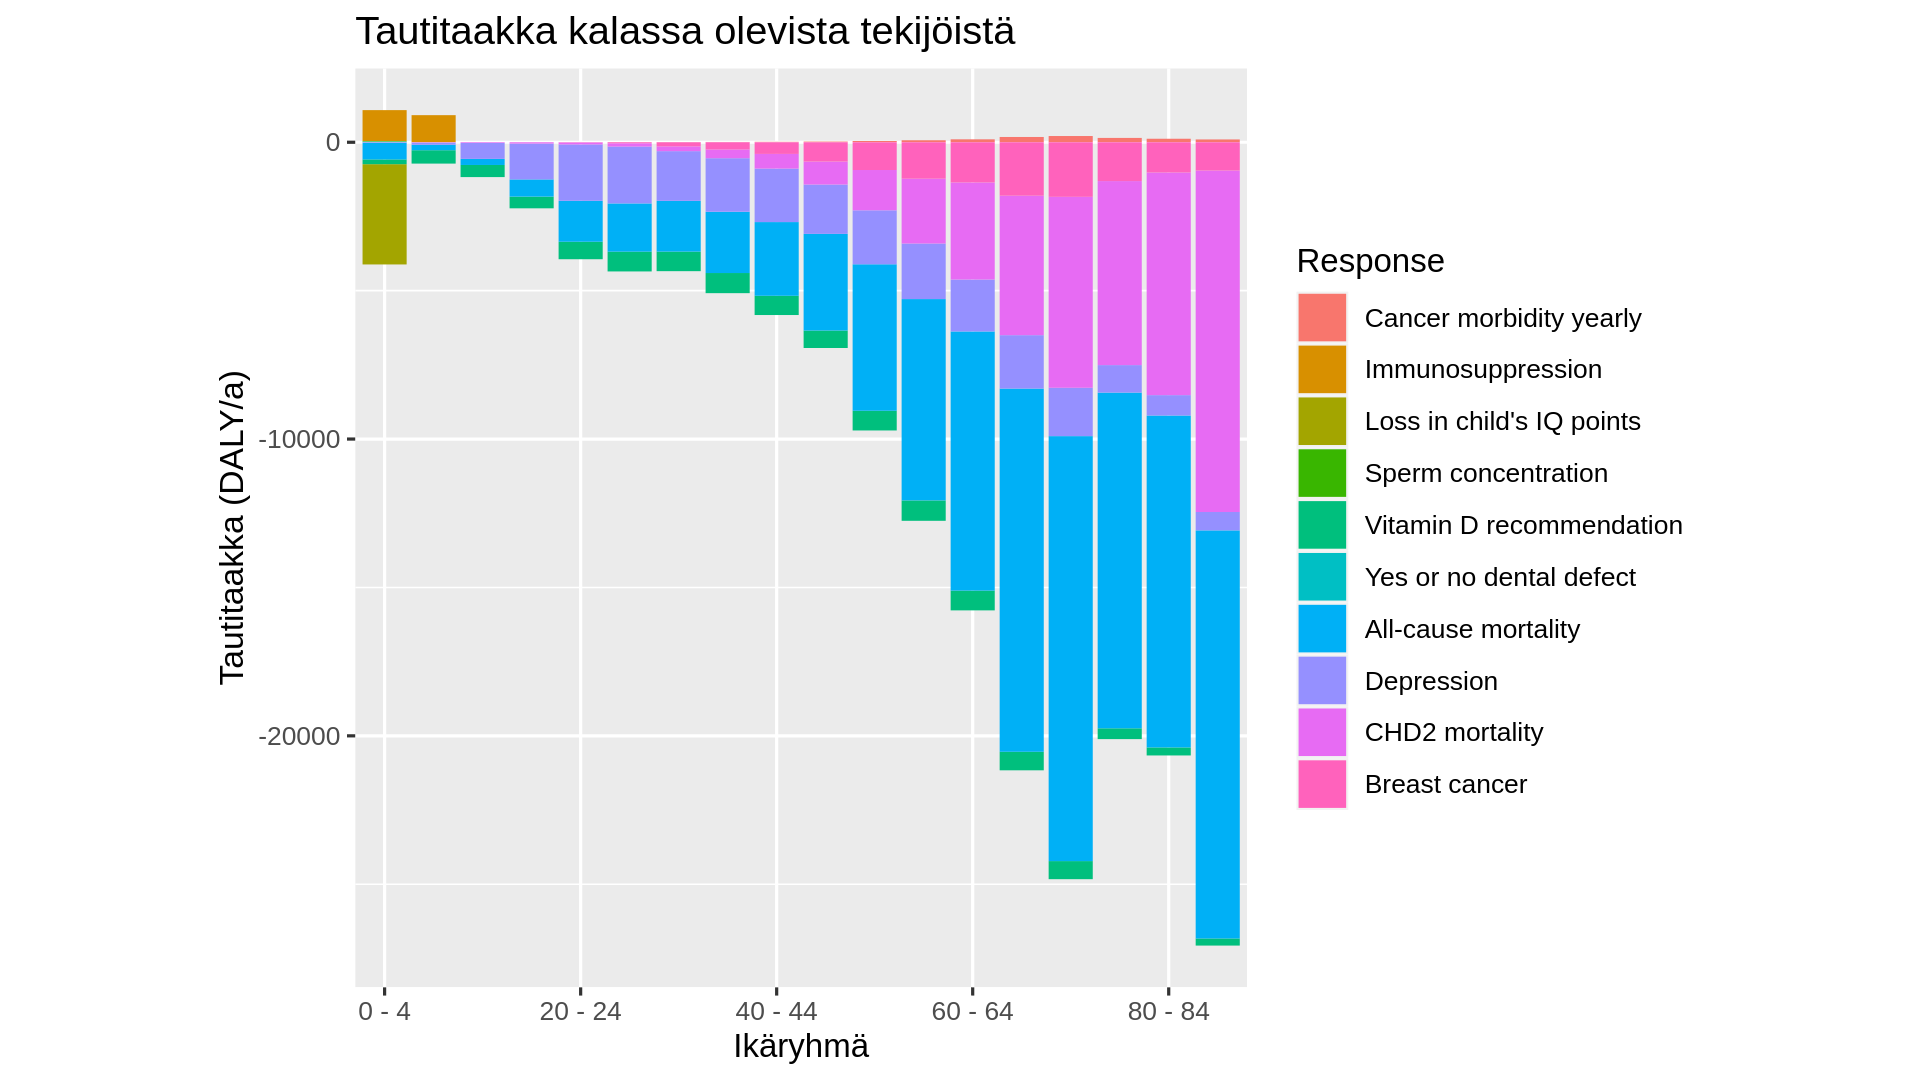 Tautitaakka kalassa olevista tekijöistä
Tautitaakka (DALY/a)
0
-10000
-20000
0 - 4
20 - 24
40 - 44
60 - 64
80 - 84
Ikäryhmä
Response
Cancer morbidity yearly
Immunosuppression
Loss in child's IQ points
Sperm concentration
Vitamin D recommendation
Yes or no dental defect
All-cause mortality
Depression
CHD2 mortality
Breast cancer